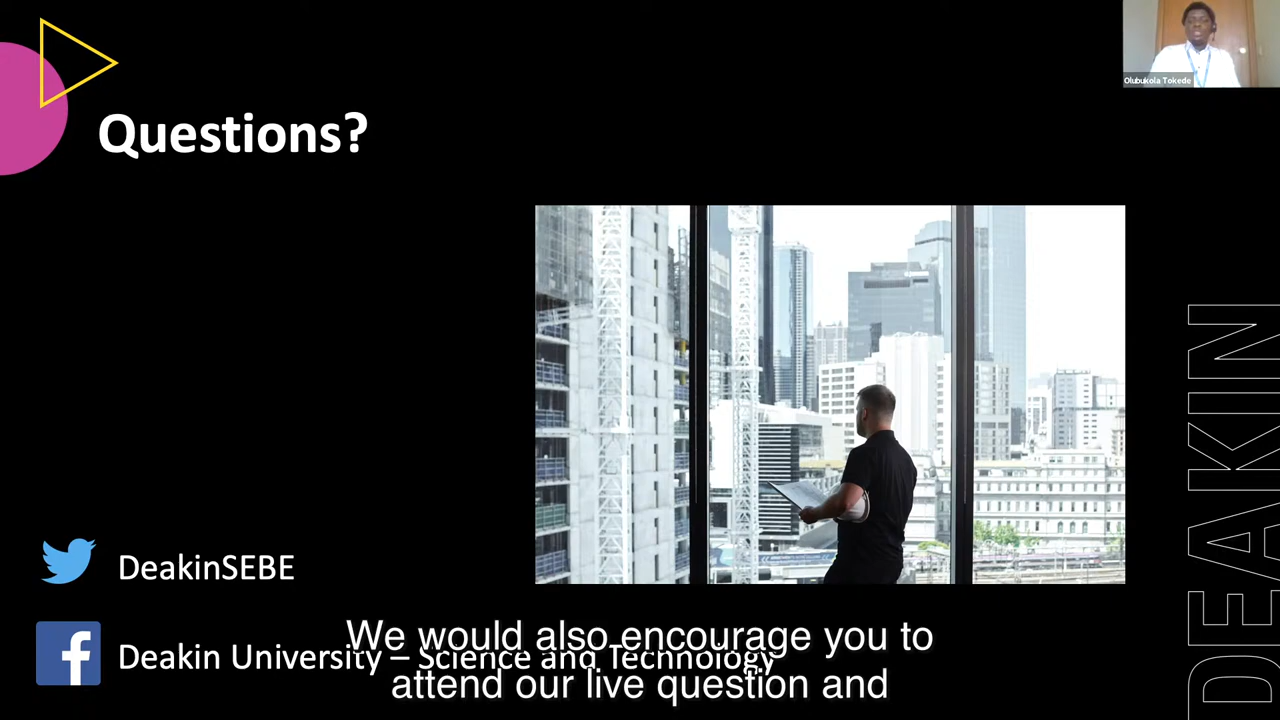 Olubukola Tokede
Questions?
DeakinSEBE
Deakin University – Science and Technology
We would also encourage you to
attend our live question and
DEAKIN